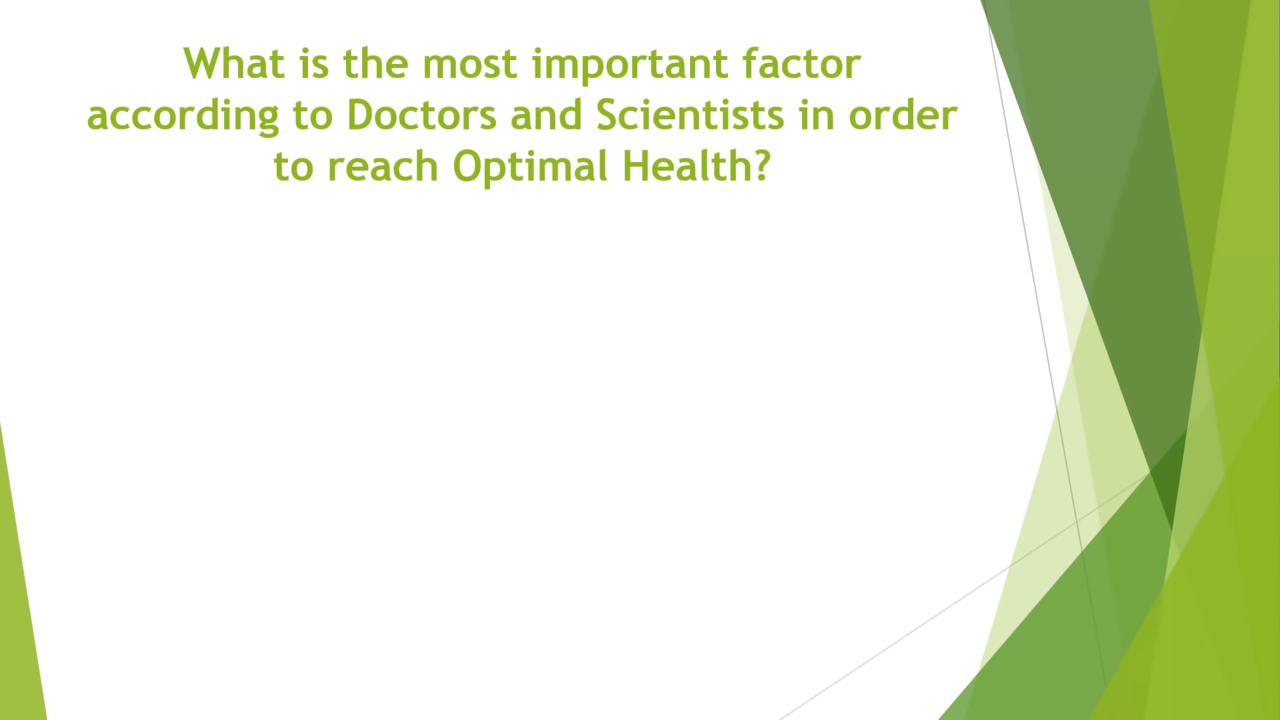 What is the most important factor
according to Doctors and Scientists in order
to reach Optimal Health?